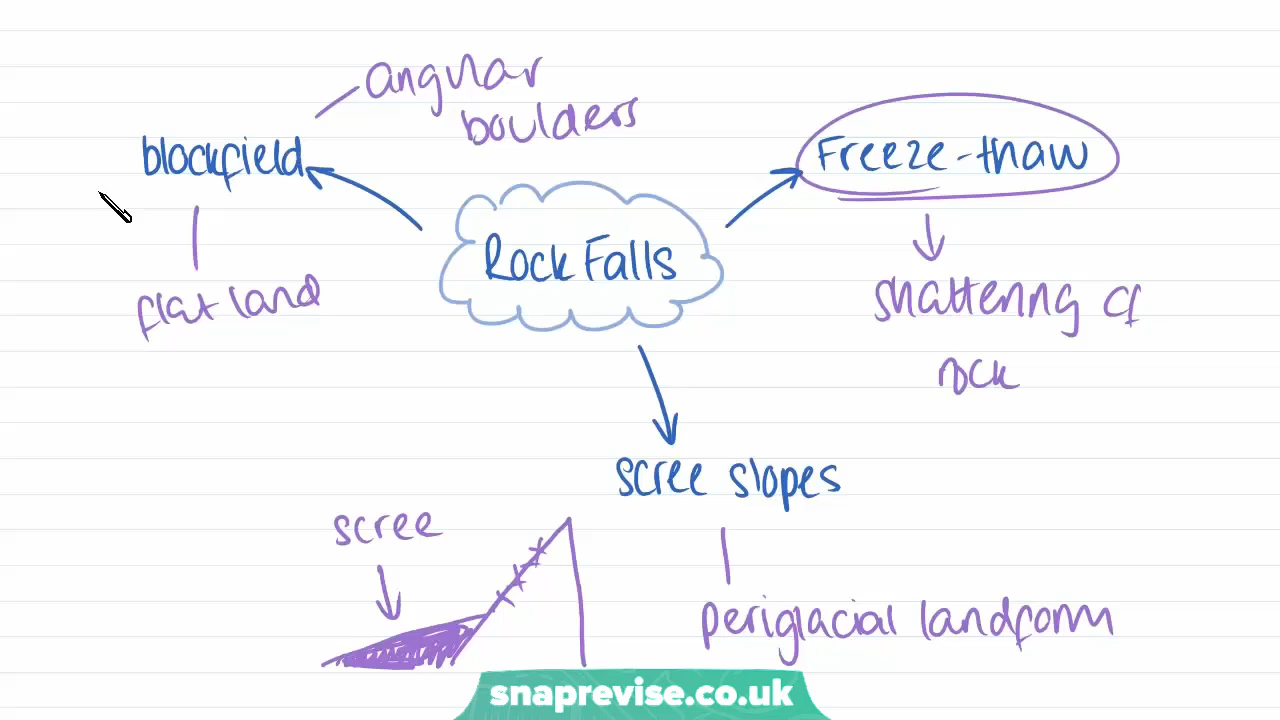 angular
boulders
blockfield
Freeze-thaw
Rock Falls
flat land
shattering of
rock
scree slopes
scree
periglacial landform
snaprevise.co.uk